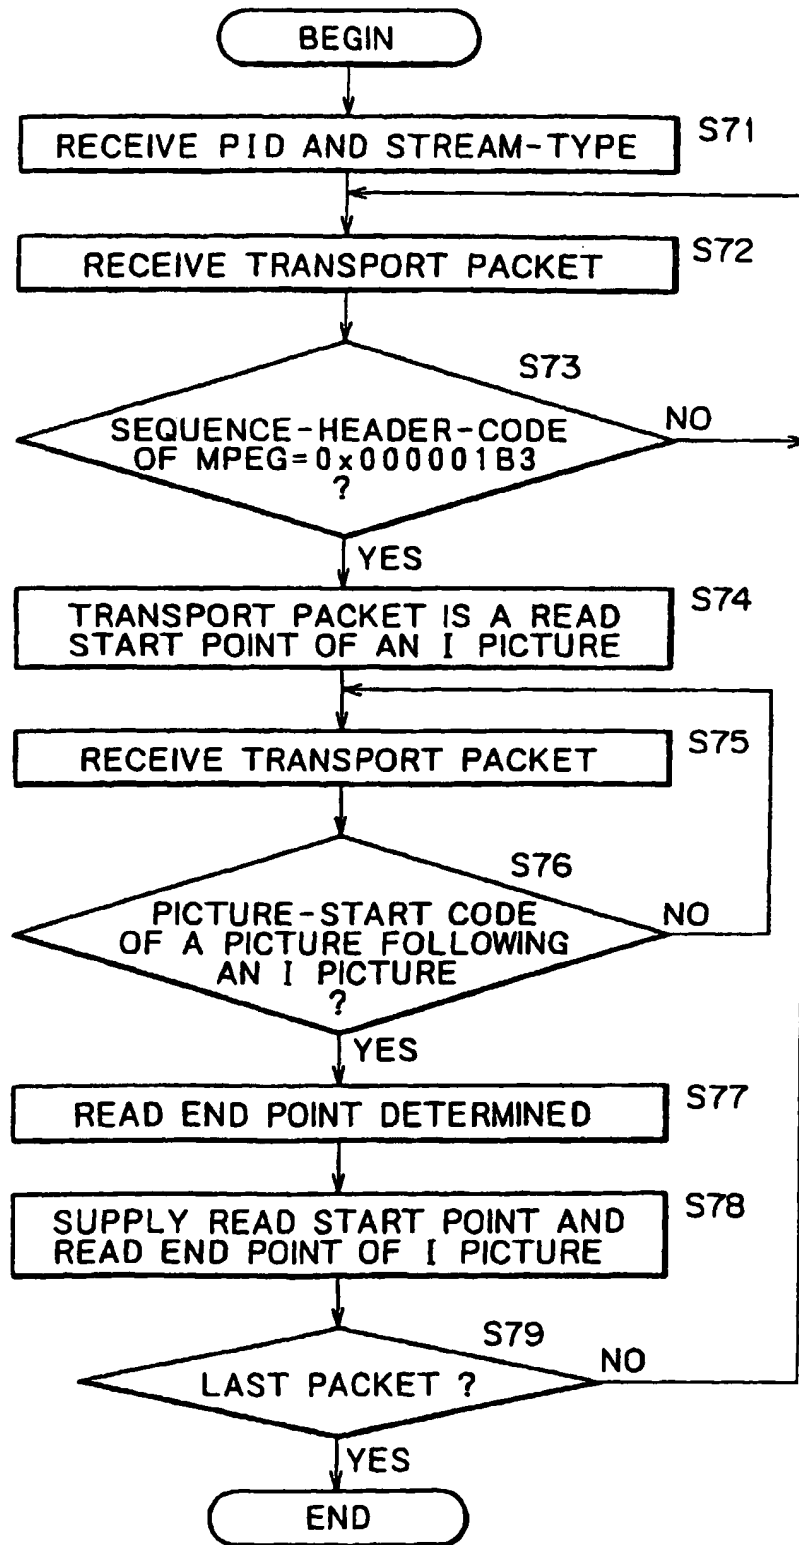 BEGIN
RECEIVE PID AND STREAM-TYPE
S71
RECEIVE TRANSPORT PACKET
S72
S73
SEQUENCE-HEADER-CODE
OF MPEG=0x000001B3
?
NO
YES
TRANSPORT PACKET IS A READ
START POINT OF AN I PICTURE
S74
RECEIVE TRANSPORT PACKET
S75
S76
PICTURE-START CODE
OF A PICTURE FOLLOWING
AN I PICTURE
?
NO
YES
READ END POINT DETERMINED
S77
SUPPLY READ START POINT AND
READ END POINT OF I PICTURE
S78
S79
LAST PACKET ?
NO
YES
END